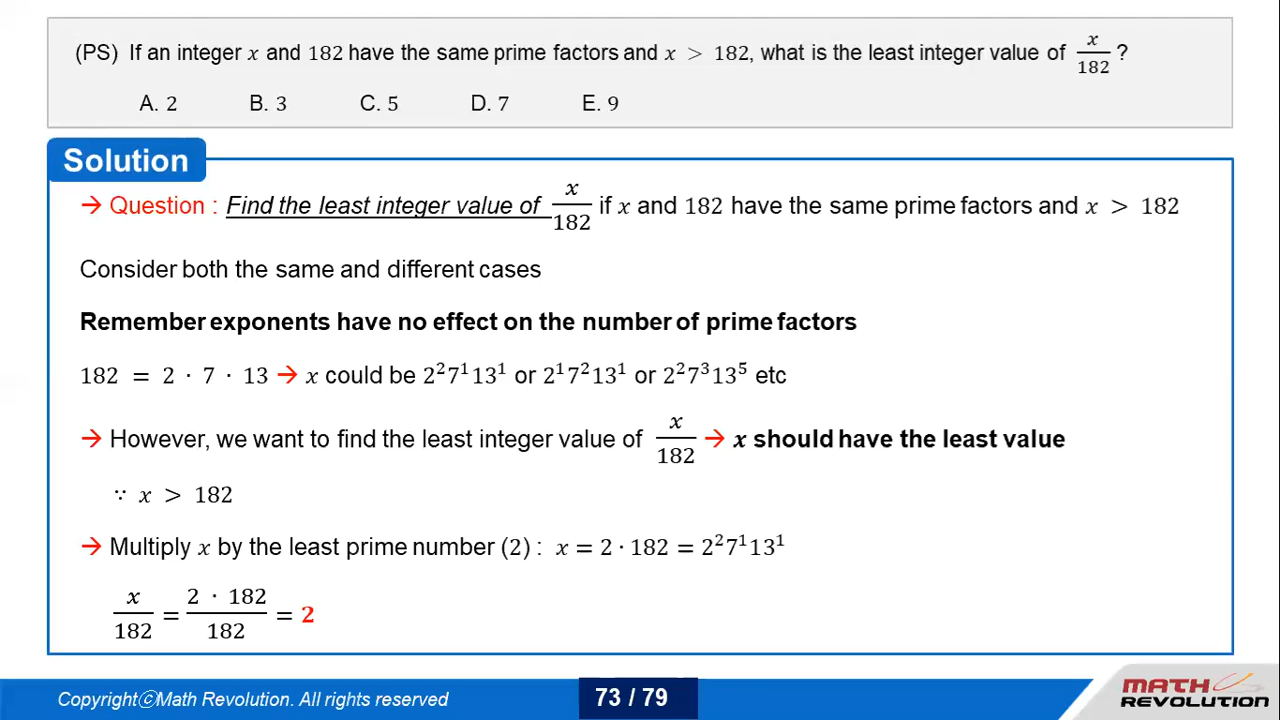 (PS) If an integer x and 182 have the same prime factors and x > 182, what is the least integer value of x/182 ?
A. 2 B. 3 C. 5 D. 7 E. 9
Solution
→ Question : Find the least integer value of x/182 if x and 182 have the same prime factors and x > 182
Consider both the same and different cases
Remember exponents have no effect on the number of prime factors
182 = 2 · 7 · 13 → x could be 2²7¹13¹ or 2¹7²13¹ or 2²7³13⁵ etc
→ However, we want to find the least integer value of x/182 → x should have the least value
∵ x > 182
→ Multiply x by the least prime number (2) : x = 2 · 182 = 2²7¹13¹
x/182 = 2 · 182/182 = 2
Copyrightⓒ Math Revolution. All rights reserved
73 / 79
MATH
REVOLUTION